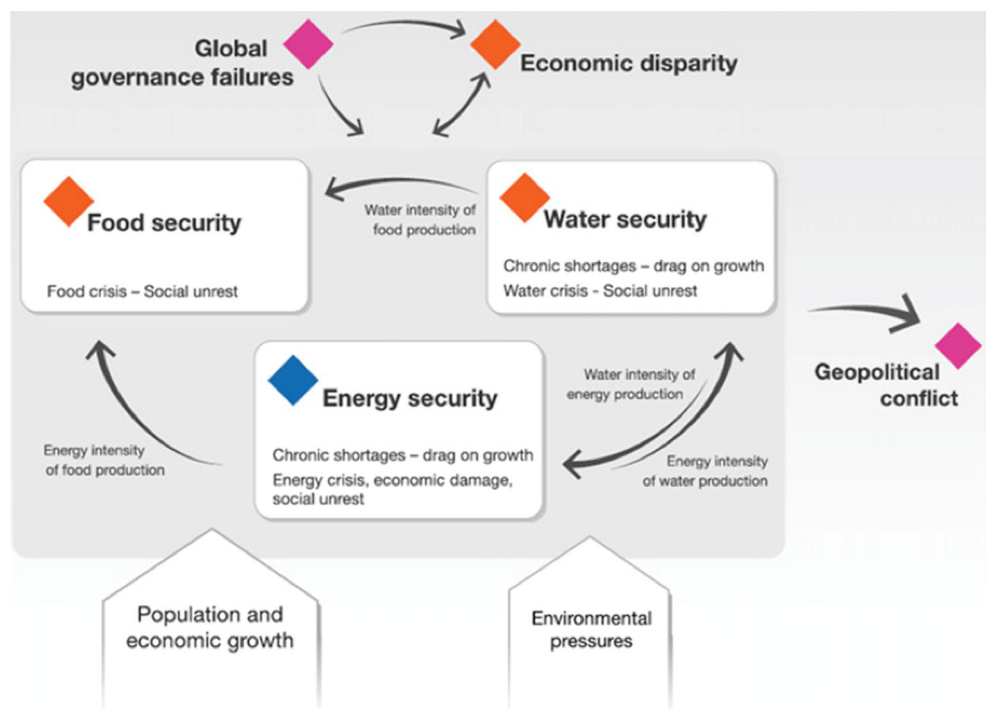 Global
governance failures
Economic disparity
Food security
Food crisis – Social unrest
Water intensity of
food production
Water security
Chronic shortages – drag on growth
Water crisis - Social unrest
Geopolitical
conflict
Energy security
Chronic shortages – drag on growth
Energy crisis, economic damage,
social unrest
Water intensity of
energy production
Energy intensity
of food production
Energy intensity
of water production
Population and
economic growth
Environmental
pressures